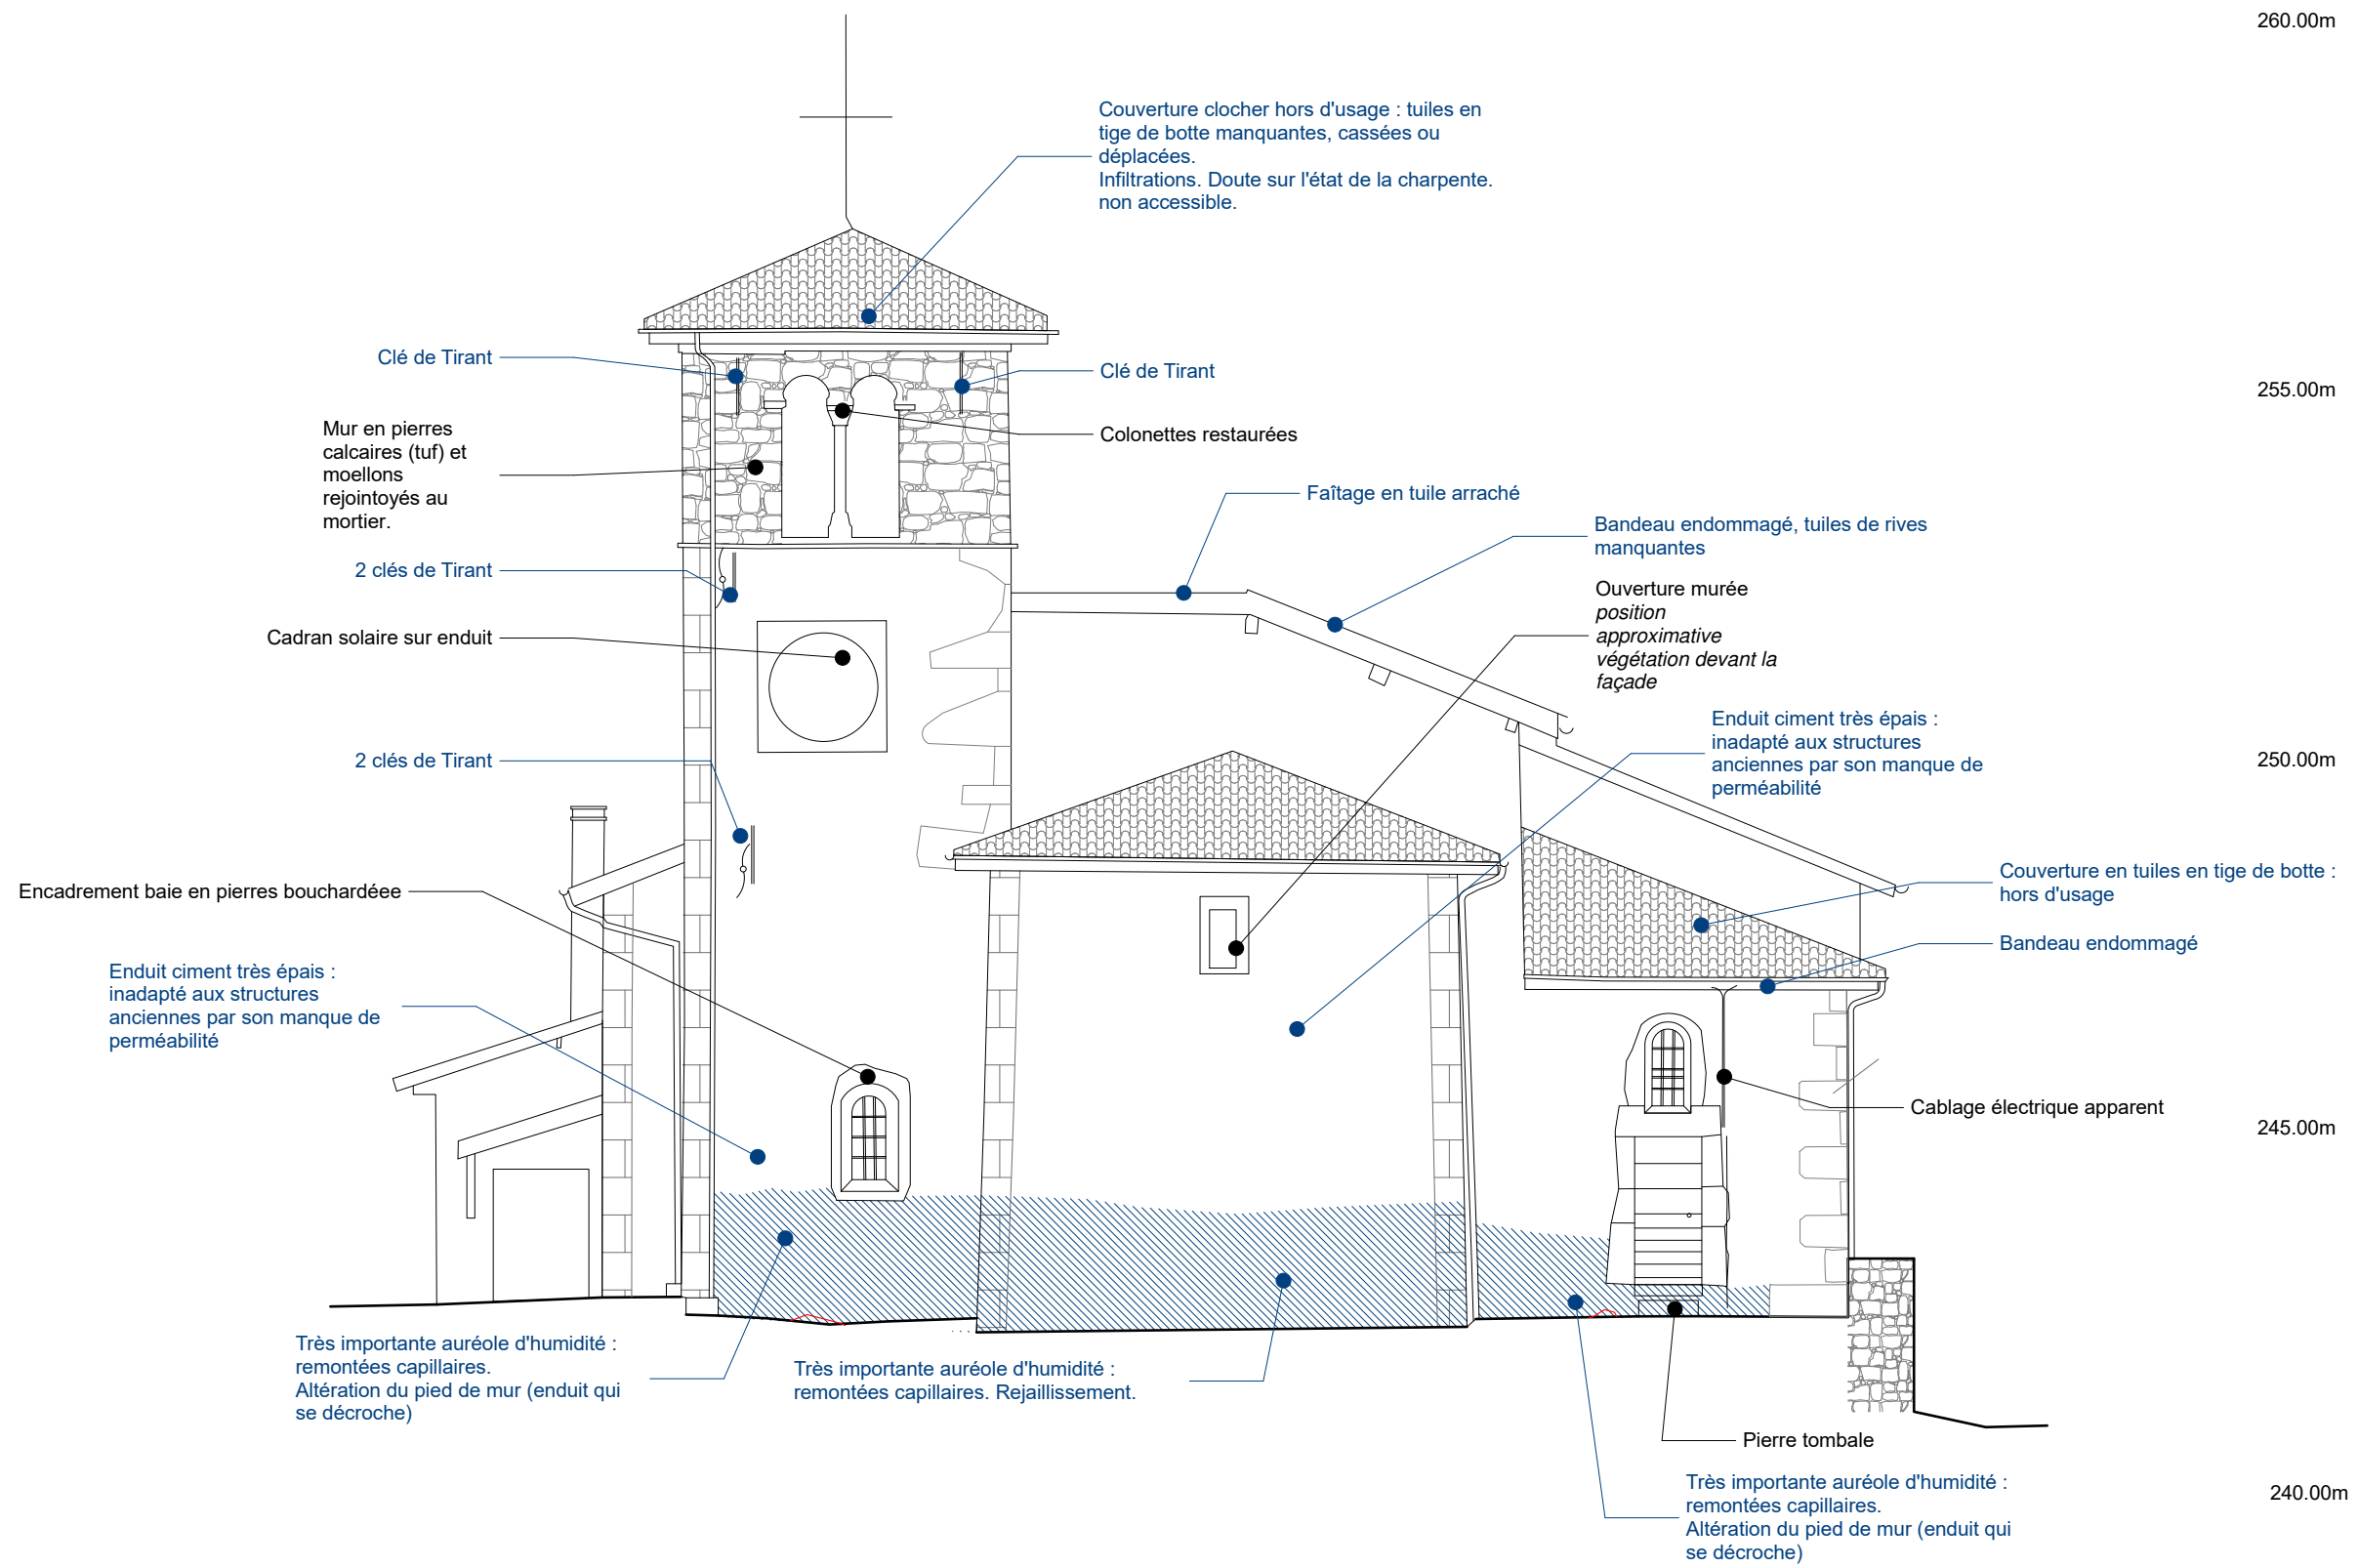 260.00m
Couverture clocher hors d'usage : tuiles en
tige de botte manquantes, cassées ou
déplacées.
Infiltrations. Doute sur l'état de la charpente.
non accessible.
Clé de Tirant
Clé de Tirant
255.00m
Mur en pierres
calcaires (tuf) et
moellons
rejointoyés au
mortier.
Colonettes restaurées
Faîtage en tuile arraché
Bandeau endommagé, tuiles de rives
manquantes
2 clés de Tirant
Ouverture murée
position
approximative
végétation devant la
façade
Cadran solaire sur enduit
Enduit ciment très épais :
inadapté aux structures
anciennes par son manque de
perméabilité
2 clés de Tirant
250.00m
Encadrement baie en pierres bouchardéee
Couverture en tuiles en tige de botte :
hors d'usage
Bandeau endommagé
Enduit ciment très épais :
inadapté aux structures
anciennes par son manque de
perméabilité
Cablage électrique apparent
245.00m
Très importante auréole d'humidité :
remontées capillaires.
Altération du pied de mur (enduit qui
se décroche)
Très importante auréole d'humidité :
remontées capillaires. Rejaillissement.
Pierre tombale
Très importante auréole d'humidité :
remontées capillaires.
Altération du pied de mur (enduit qui
se décroche)
240.00m